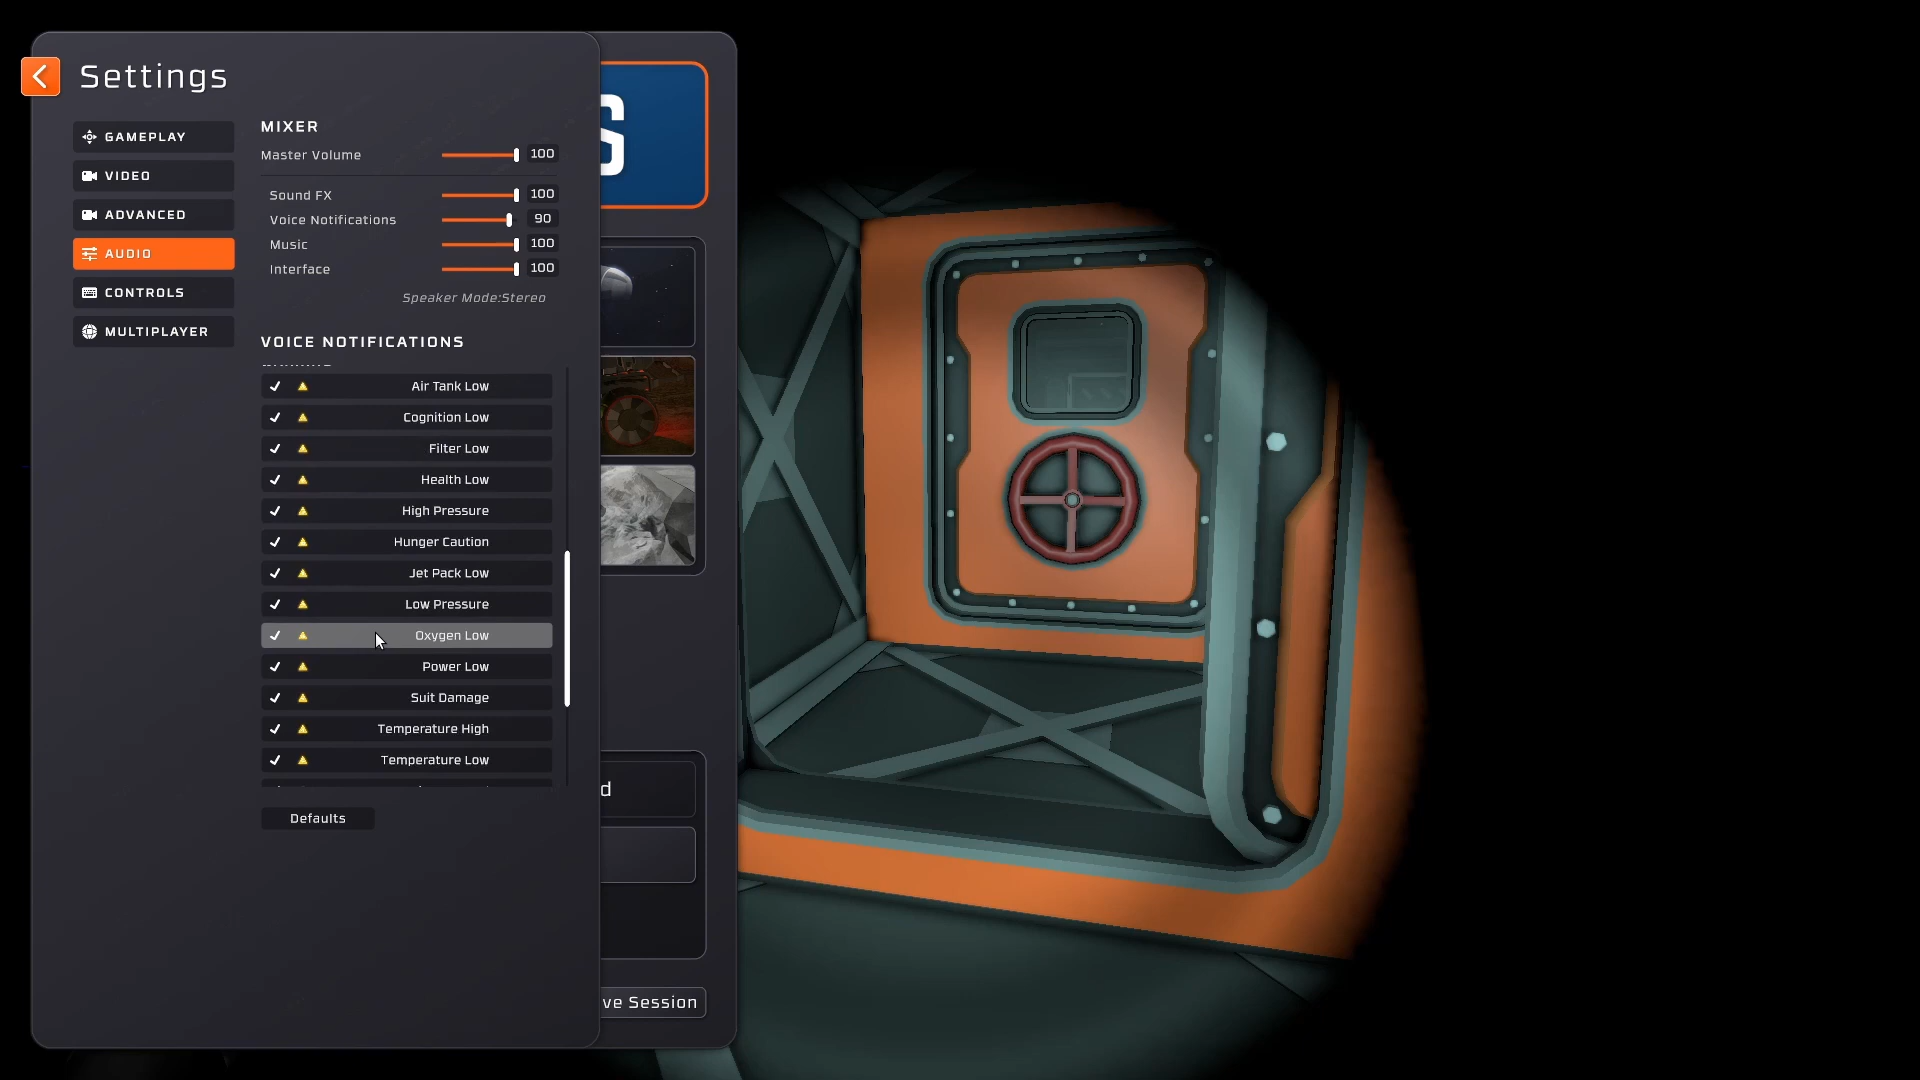 Settings
GAMEPLAY
VIDEO
ADVANCED
AUDIO
CONTROLS
MULTIPLAYER
MIXER
Master Volume 100
Sound FX 100
Voice Notifications 90
Music 100
Interface 100
Speaker Mode:Stereo
VOICE NOTIFICATIONS
Air Tank Low
Cognition Low
Filter Low
Health Low
High Pressure
Hunger Caution
Jet Pack Low
Low Pressure
Oxygen Low
Power Low
Suit Damage
Temperature High
Temperature Low
Defaults
S
d
ve Session